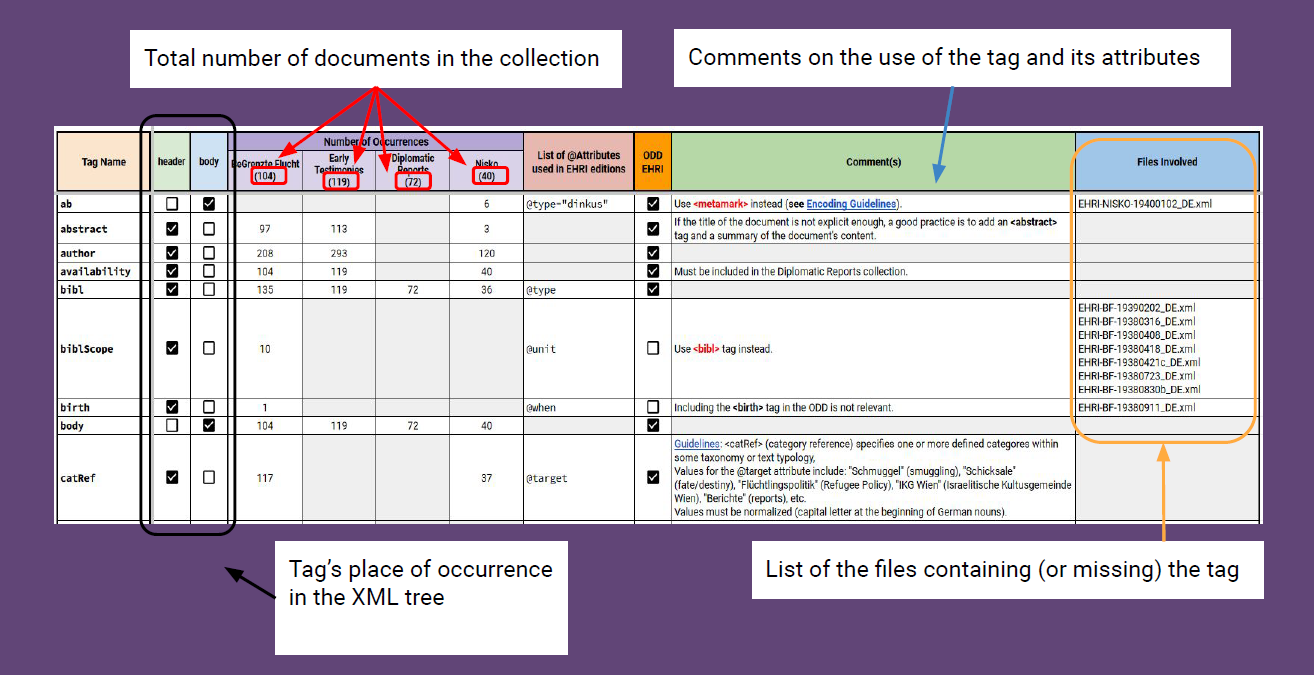 Total number of documents in the collection
Comments on the use of the tag and its attributes
Tag Name
header
body
Number of Occurrences
BeGrenzte Flucht
(104)
Early
Testimonies
(119)
Diplomatic
Reports
(72)
Nisko
(40)
List of @Attributes
used in EHRI editions
ODD
EHRI
Comment(s)
Files Involved
ab 6 @type="dinkus" Use <metamark> instead (see Encoding Guidelines). EHRI-NISKO-19400102_DE.xml
abstract 97 113 3 If the title of the document is not explicit enough, a good practice is to add an <abstract>
tag and a summary of the document's content.
author 208 293 120
availability 104 119 40 Must be included in the Diplomatic Reports collection.
bibl 135 119 72 36 @type
biblScope 10 @unit Use <bibl> tag instead.
EHRI-BF-19390202_DE.xml
EHRI-BF-19380316_DE.xml
EHRI-BF-19380408_DE.xml
EHRI-BF-19380418_DE.xml
EHRI-BF-19380421c_DE.xml
EHRI-BF-19380723_DE.xml
EHRI-BF-19380830b_DE.xml
birth 1 @when Including the <birth> tag in the ODD is not relevant. EHRI-BF-19380911_DE.xml
body 104 119 72 40
catRef 117 37 @target
Guidelines: <catRef> (category reference) specifies one or more defined categores within
some taxonomy or text typology,
Values for the @target attribute include: "Schmuggel" (smuggling), "Schicksale"
(fate/destiny), "Flüchtlingspolitik" (Refugee Policy), "IKG Wien" (Israelitische Kultusgemeinde
Wien), "Berichte" (reports), etc.
Values must be normalized (capital letter at the beginning of German nouns).
Tag's place of occurrence
in the XML tree
List of the files containing (or missing) the tag